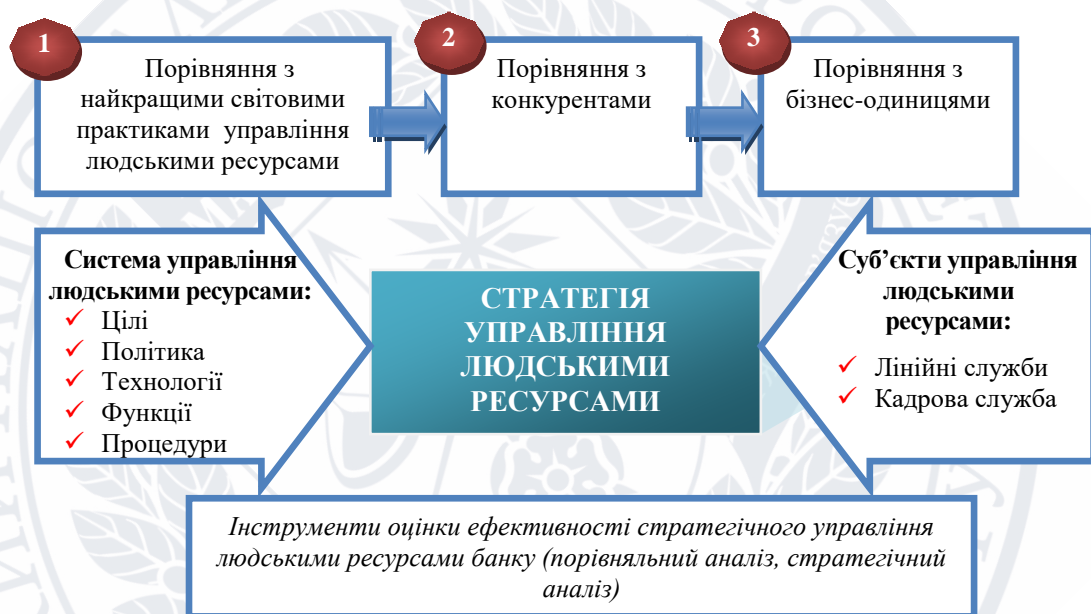 1
Порівняння з
найкращими світовими
практиками управління
людськими ресурсами
2
Порівняння з
конкурентами
3
Порівняння з
бізнес-одиницями
Система управління
людськими ресурсами:
Цілі
Політика
Технології
Функції
Процедури
СТРАТЕГІЯ
УПРАВЛІННЯ
ЛЮДСЬКИМИ
РЕСУРСАМИ
Суб’єкти управління
людськими
ресурсами:
Лінійні служби
Кадрова служба
Інструменти оцінки ефективності стратегічного управління
людськими ресурсами банку (порівняльний аналіз, стратегічний
аналіз)